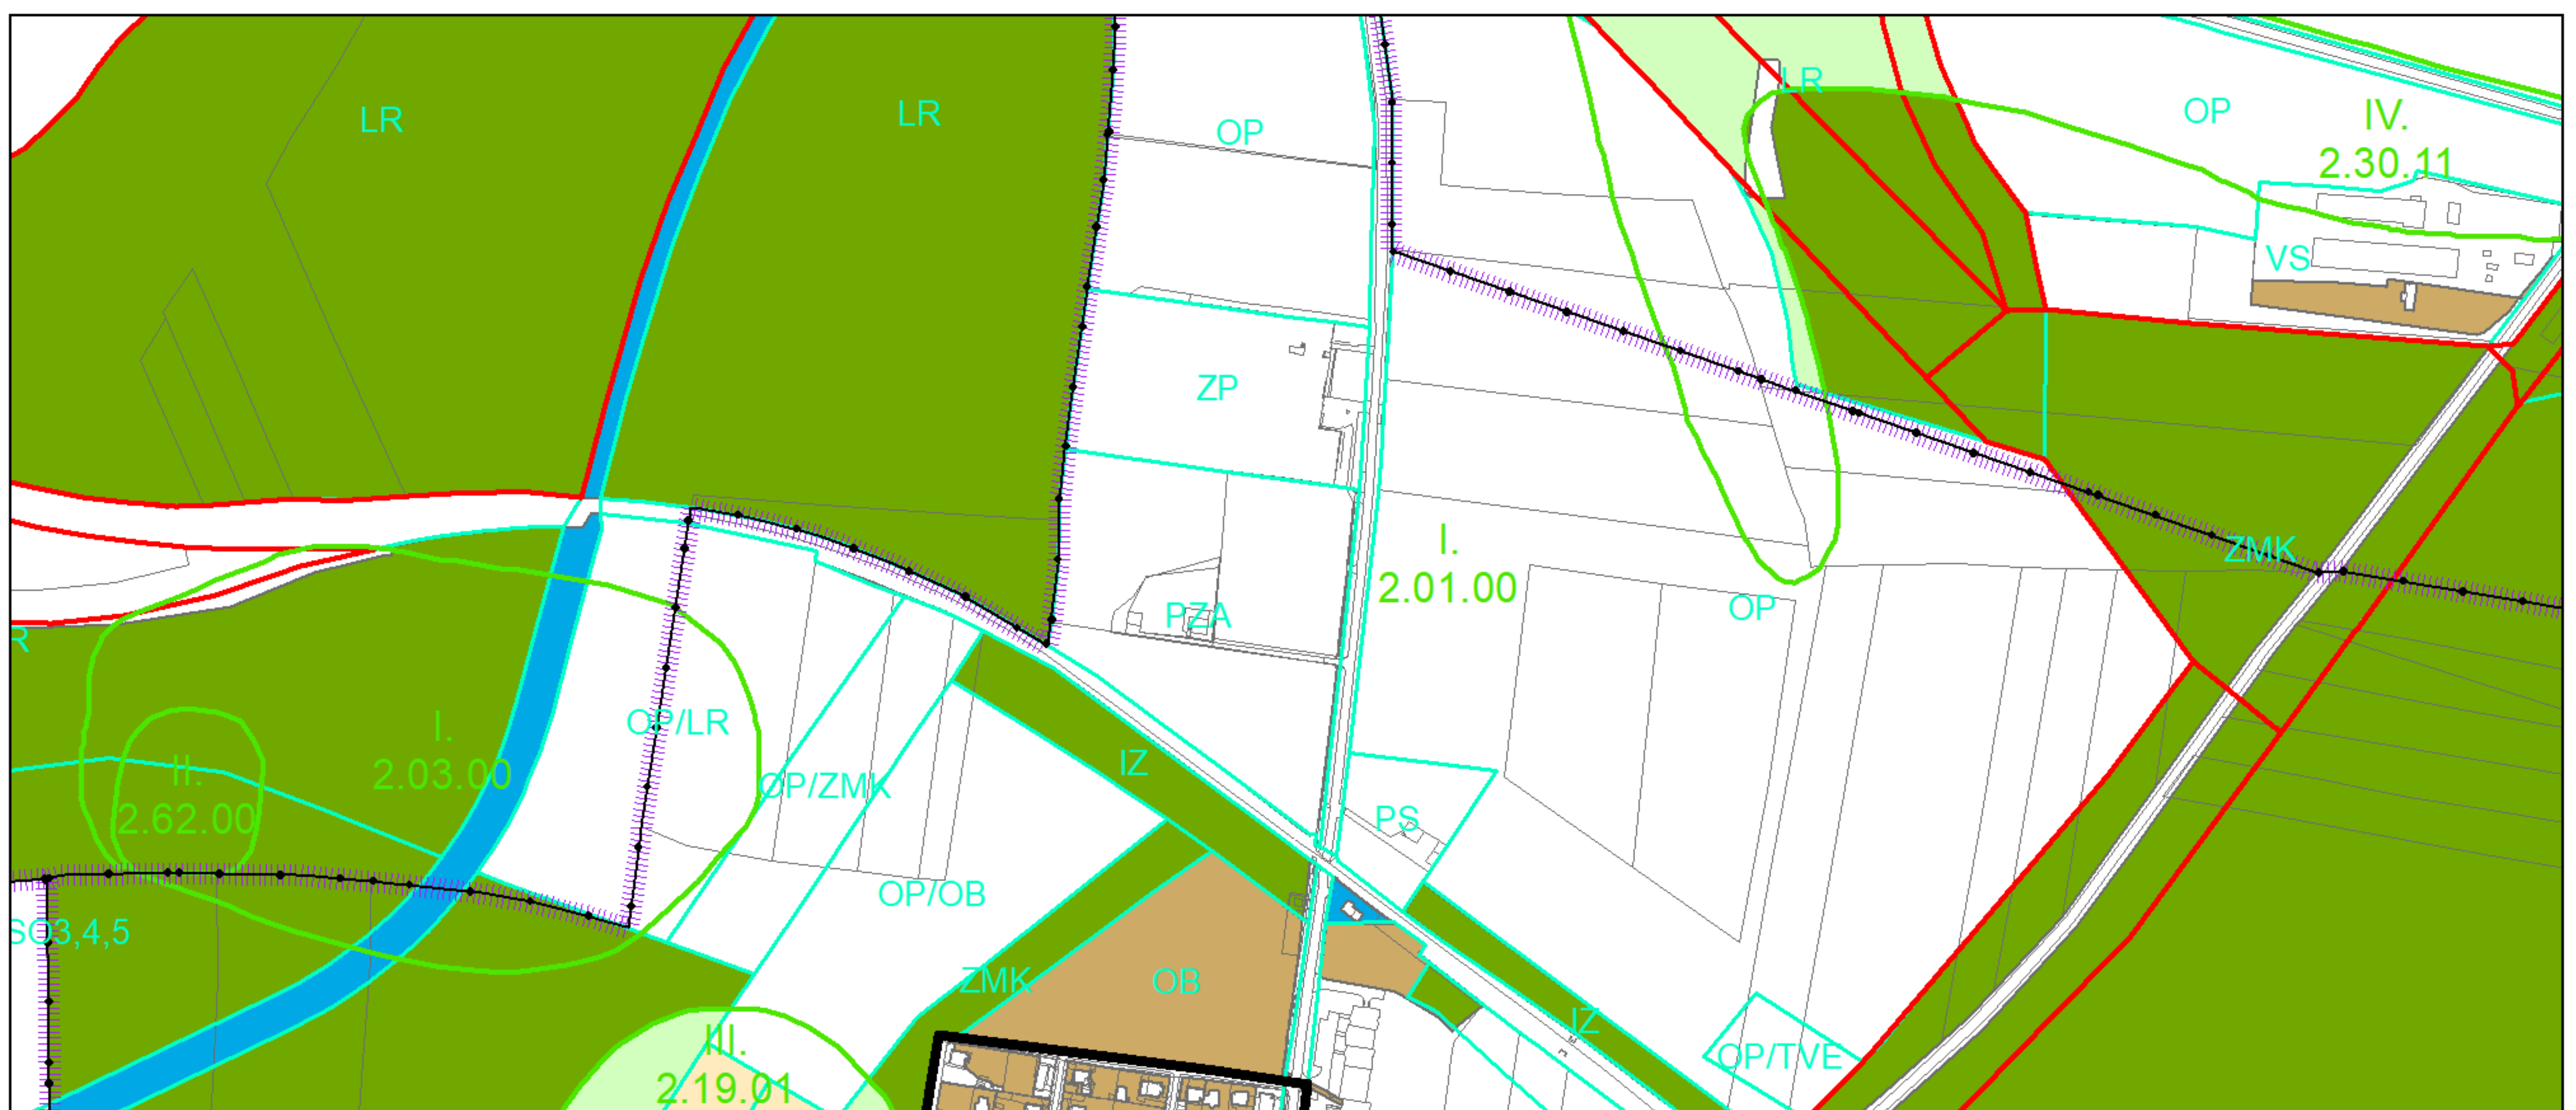 LR
LR
OP
LR
OP
IV.
2.30.11
VS
ZP
I.
2.01.00
ZMK
PZA
OP
R
OP/LR
I.
2.03.00
II.
2.62.00
OP/ZMK
IZ
PS
OP/OB
SO3,4,5
ZMK
OB
IZ
III.
2.19.01
OP/TVE